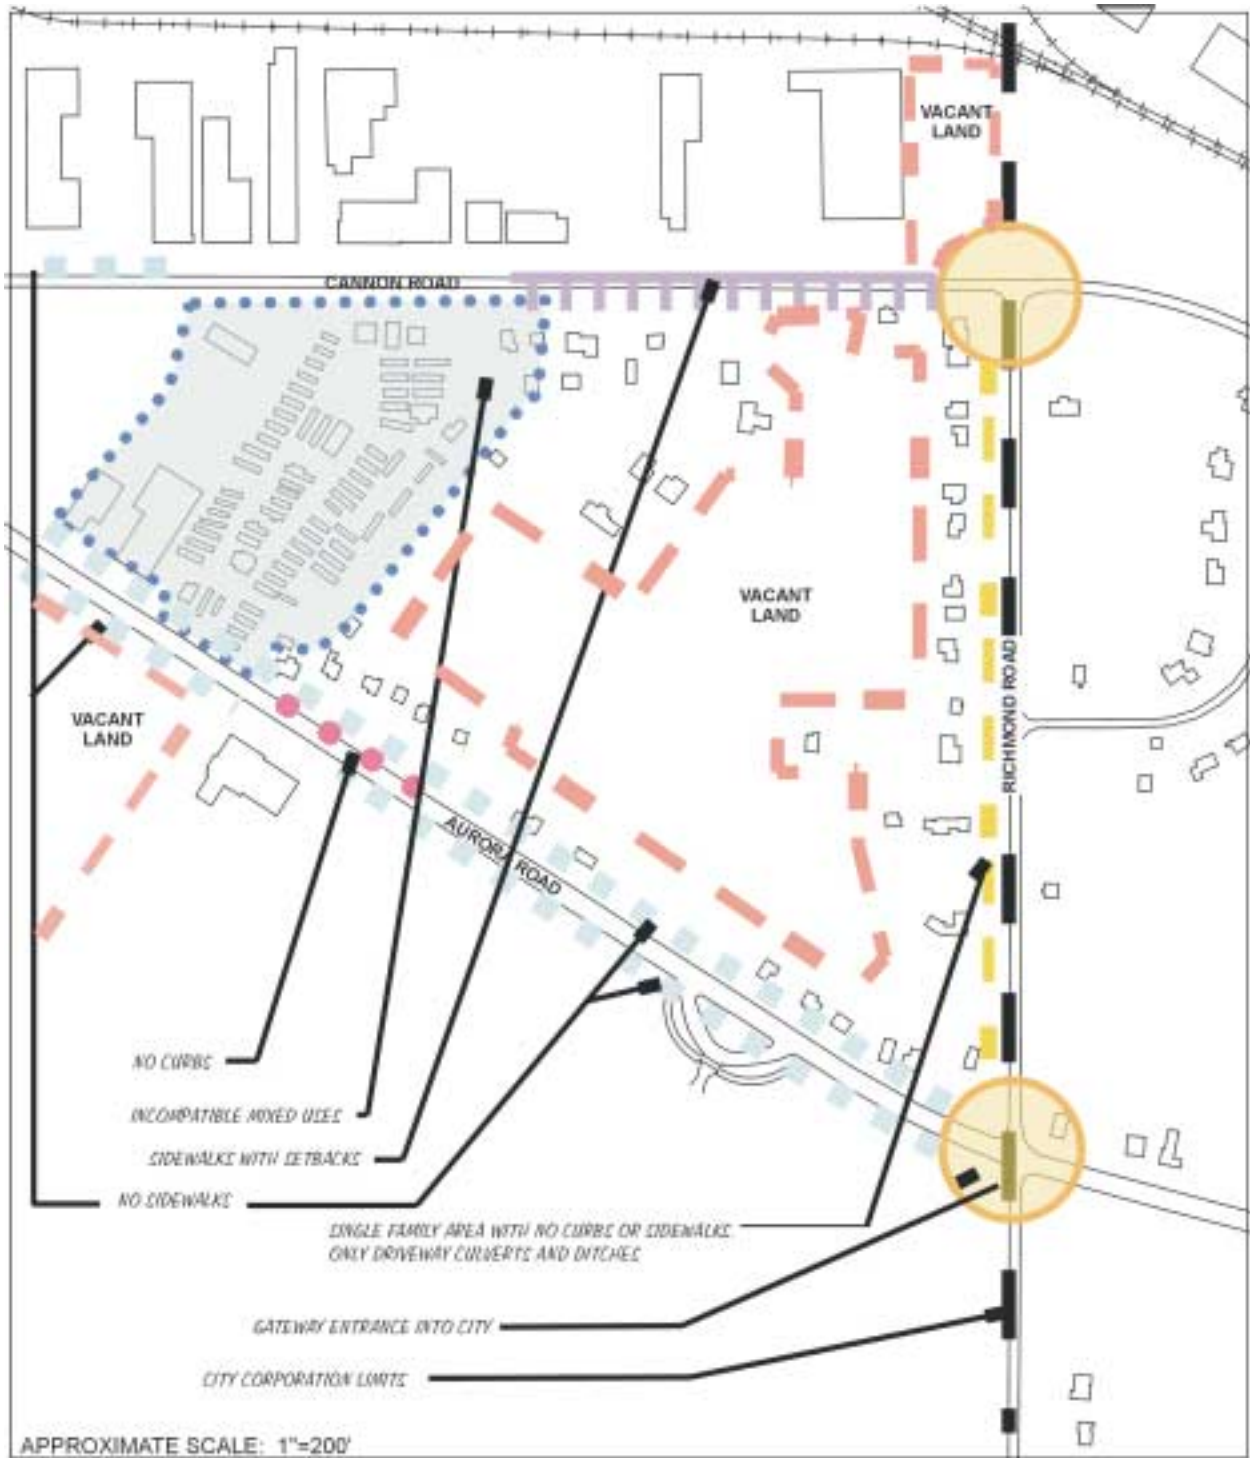 VACANT
LAND
CANNON ROAD
VACANT
LAND
RICHMOND ROAD
VACANT
LAND
AURORA ROAD
NO CURBS
INCOMPATIBLE MIXED USES
SIDEWALKS WITH SETBACKS
NO SIDEWALKS
SINGLE FAMILY AREA WITH NO CURBS OR SIDEWALKS.
ONLY DRIVEWAY CULVERTS AND DITCHES
GATEWAY ENTRANCE INTO CITY
CITY CORPORATION LIMITS
APPROXIMATE SCALE: 1"=200'